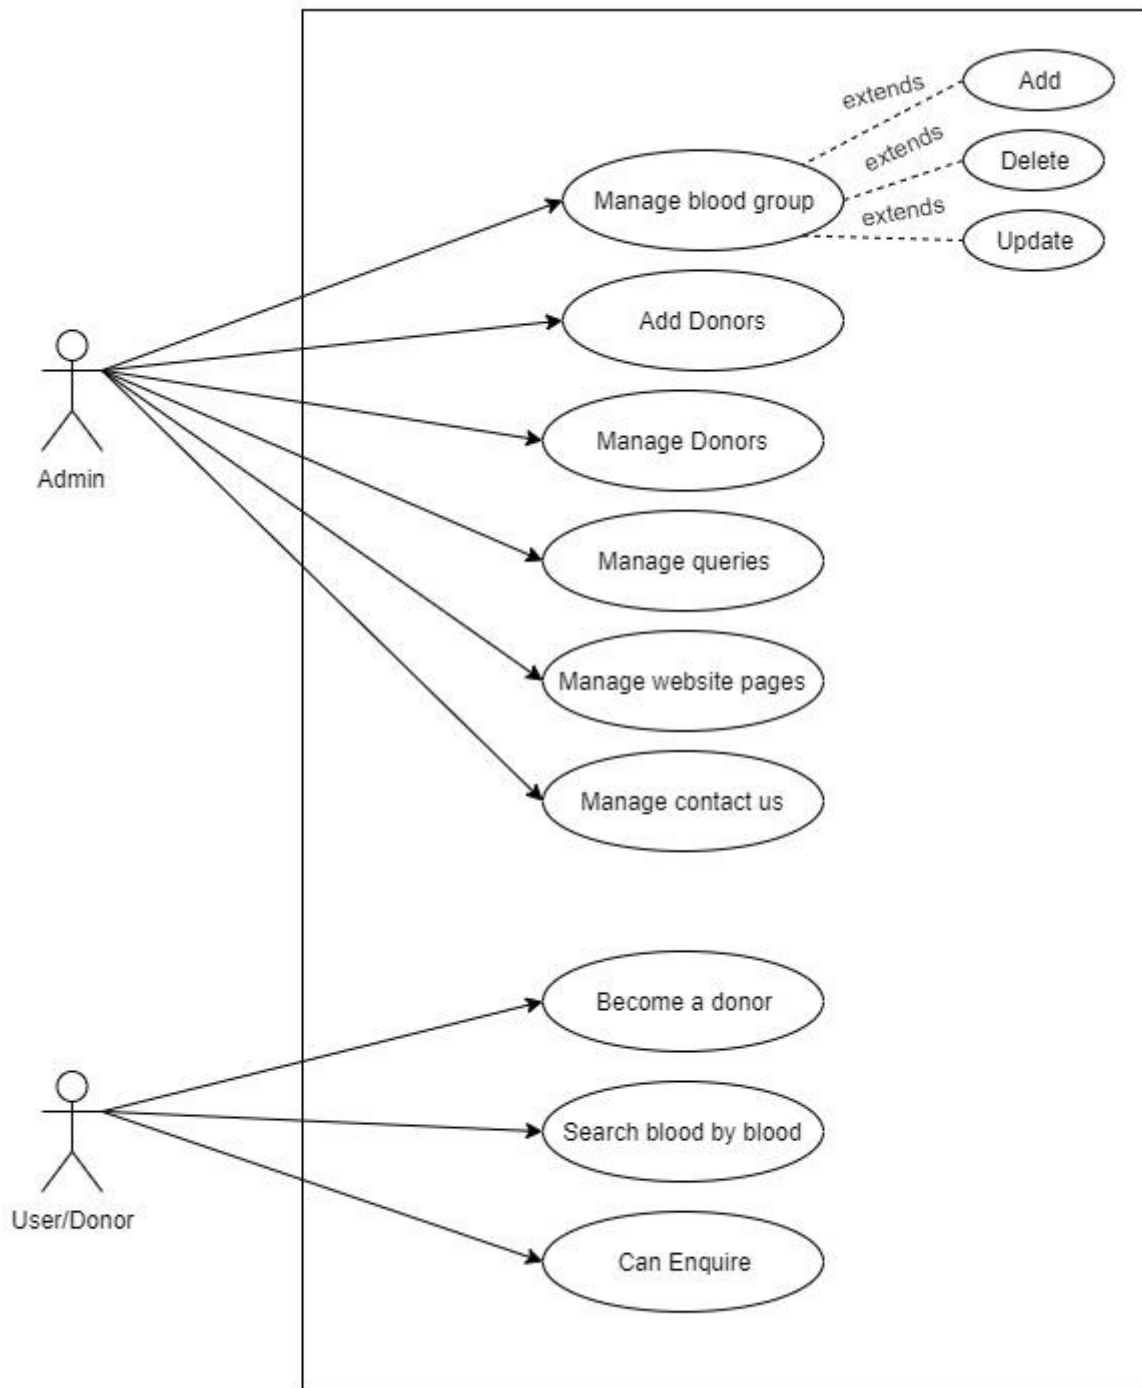 extends
Add
extends
Delete
Manage blood group
extends
Update
Add Donors
Manage Donors
Admin
Manage queries
Manage website pages
Manage contact us
Become a donor
Search blood by blood
User/Donor
Can Enquire